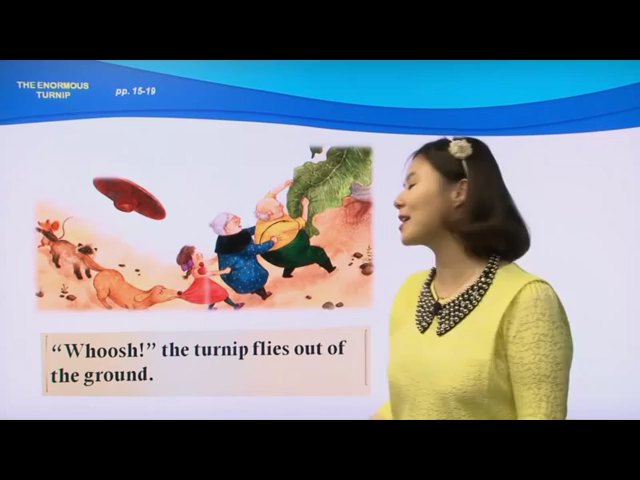 THE ENORMOUS
TURNIP
pp. 15-19
“Whoosh!” the turnip flies out of
the ground.